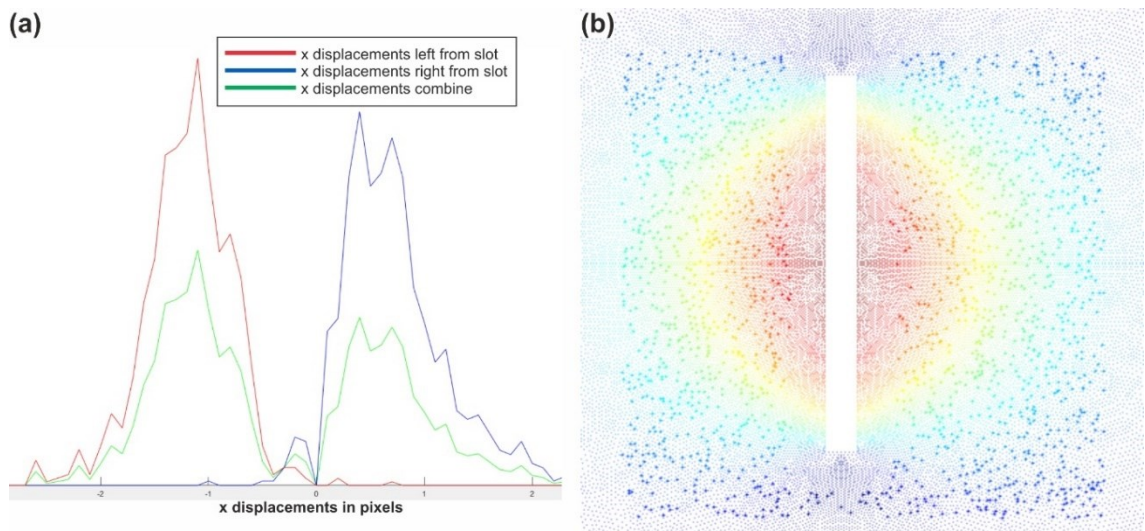 (a)
x displacements left from slot
x displacements right from slot
x displacements combine
-2 -1 0 1 2
x displacements in pixels
(b)